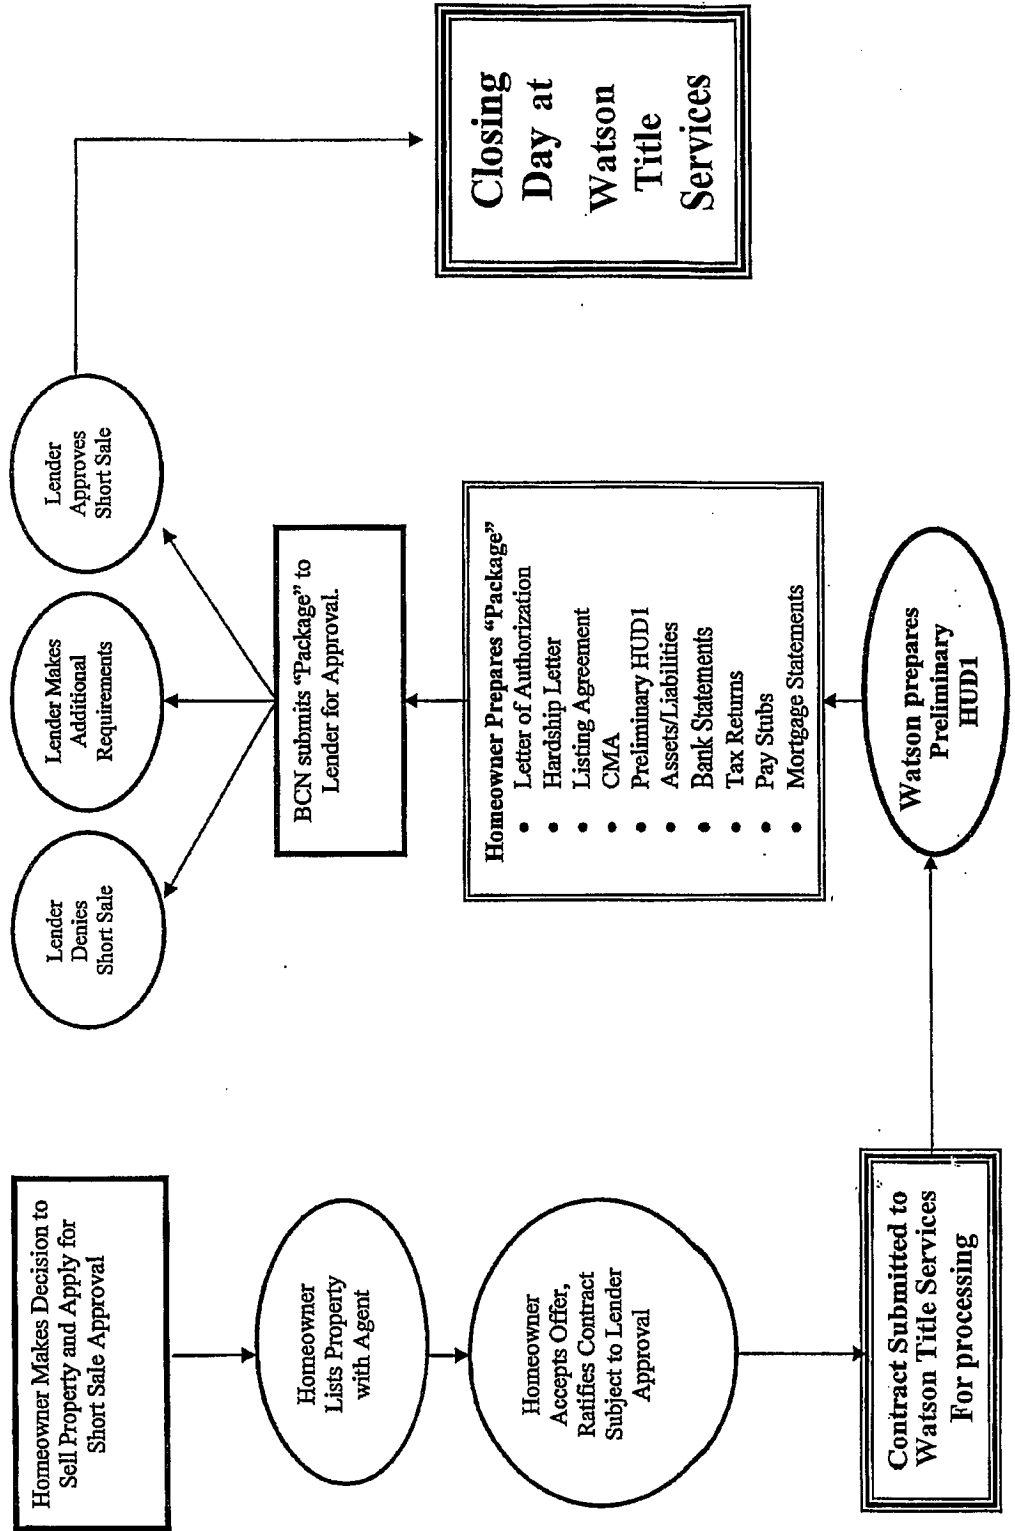 Homeowner Makes Decision to
Sell Property and Apply for
Short Sale Approval
Homeowner
Lists Property
with Agent
Homeowner
Accepts Offer,
Ratifies Contract
Subject to Lender
Approval
Contract Submitted to
Watson Title Services
For processing
Watson prepares
Preliminary
HUD1
Homeowner Prepares “Package”
• Letter of Authorization
• Hardship Letter
• Listing Agreement
• CMA
• Preliminary HUD1
• Assets/Liabilities
• Bank Statements
• Tax Returns
• Pay Stubs
• Mortgage Statements
BCN submits “Package” to
Lender for Approval.
Lender
Denies
Short Sale
Lender Makes
Additional
Requirements
Lender
Approves
Short Sale
Closing
Day at
Watson
Title
Services